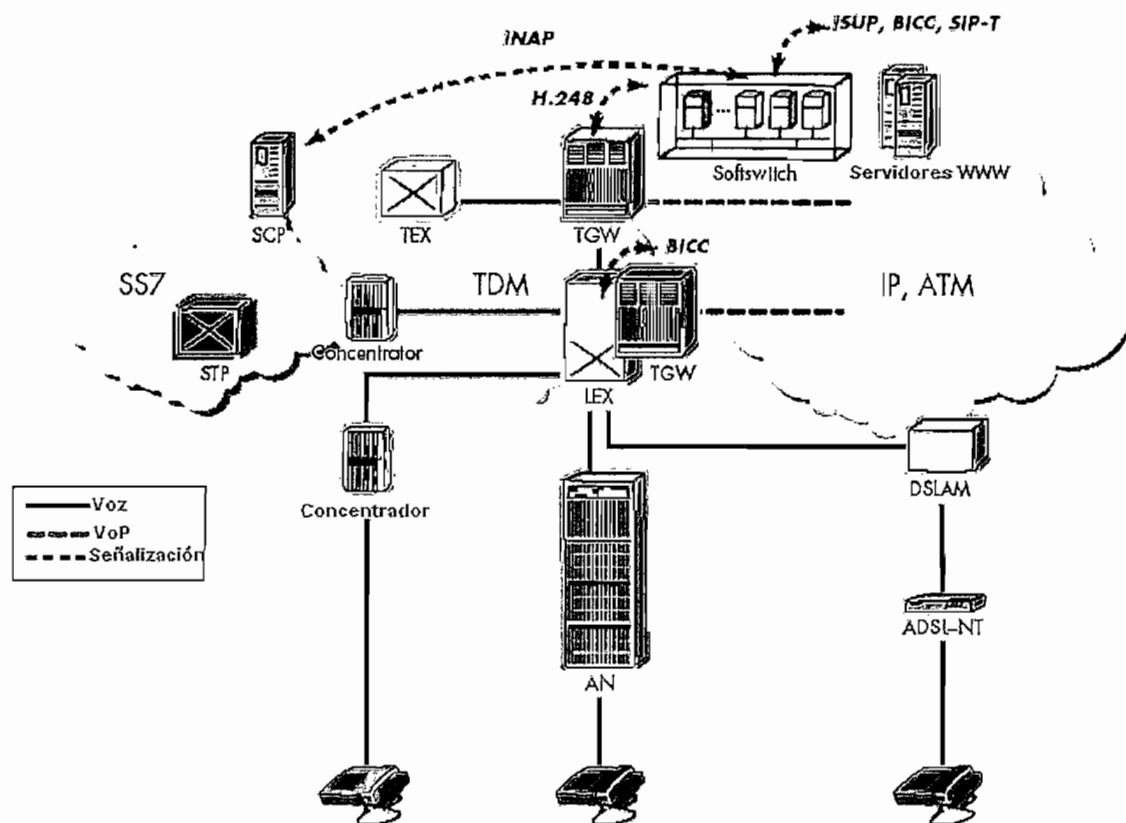 ISUP, BICC, SIP-T
INAP
H.248
Softswitch
Servidores WWW
SCP
TEX
TGW
BICC
SS7
TDM
IP, ATM
STP
Concentrator
LEX
TGW
Concentrador
DSLAM
Voz
VoP
Señalización
ADSL-NT
AN